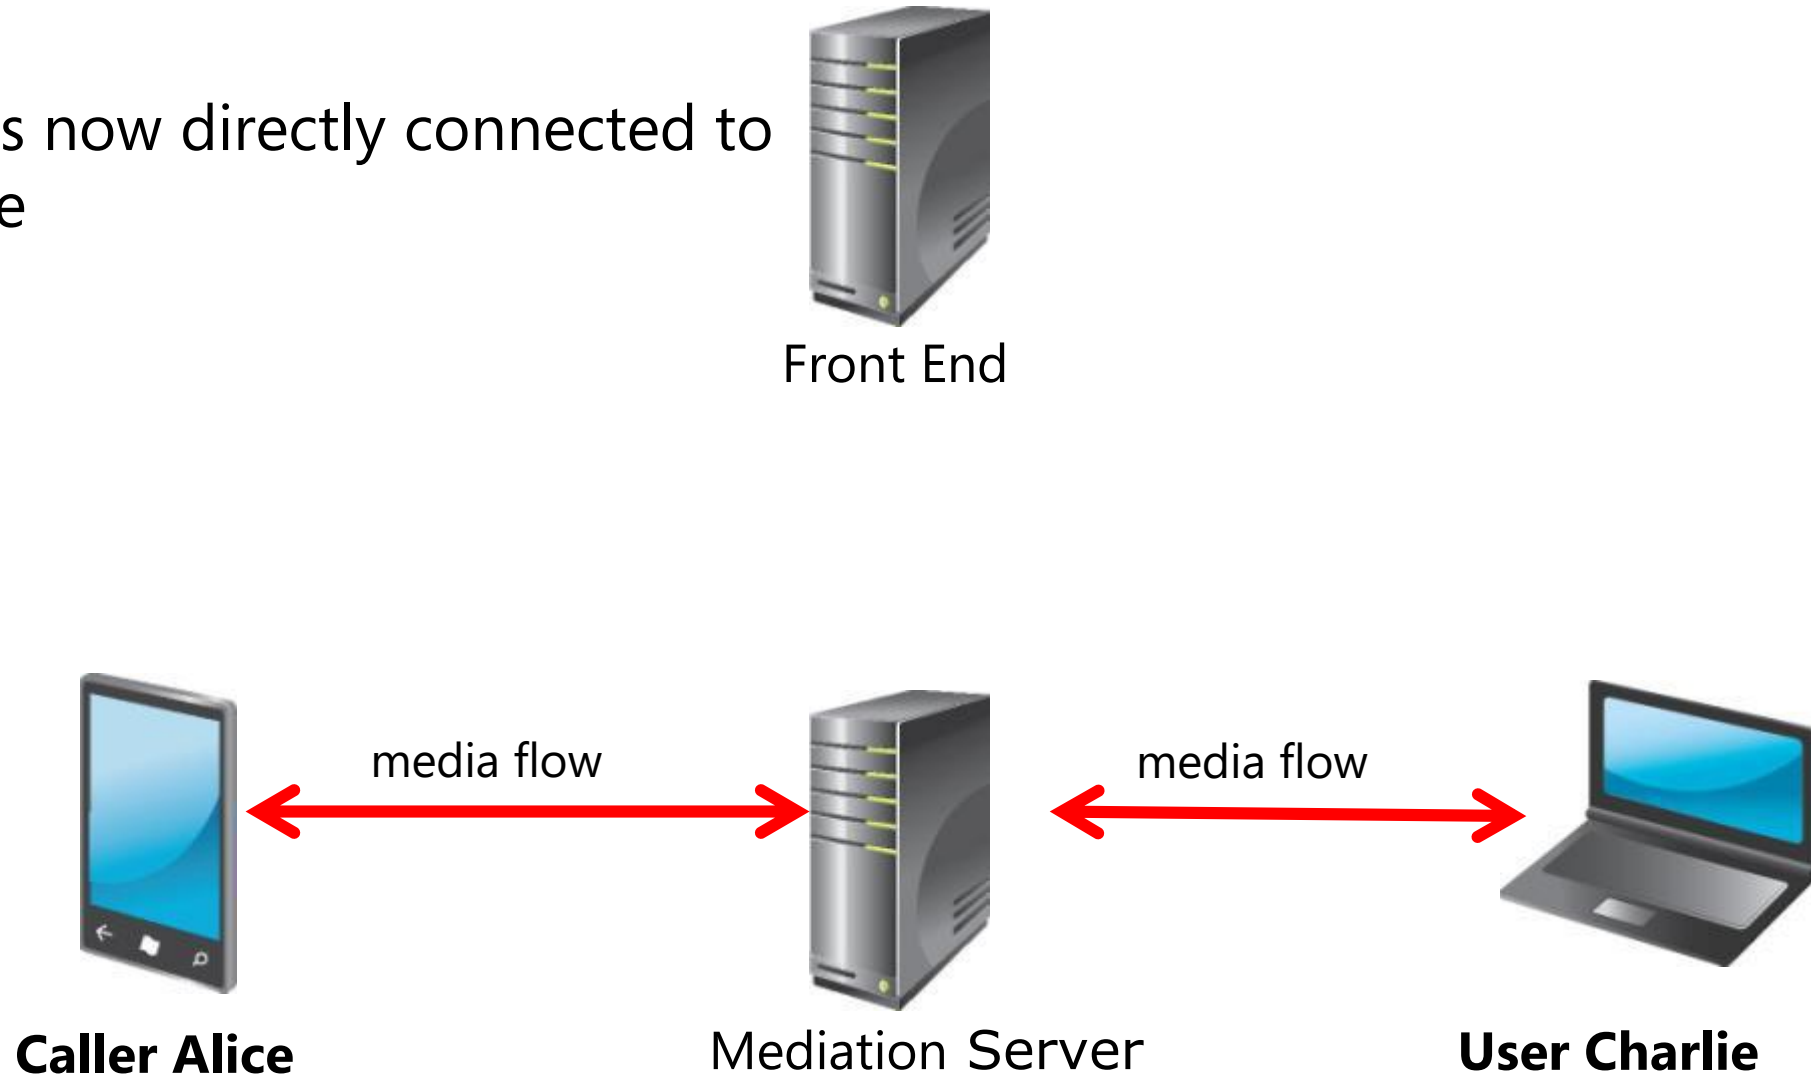 s now directly connected to
e
Front End
media flow
media flow
Caller Alice
Mediation Server
User Charlie